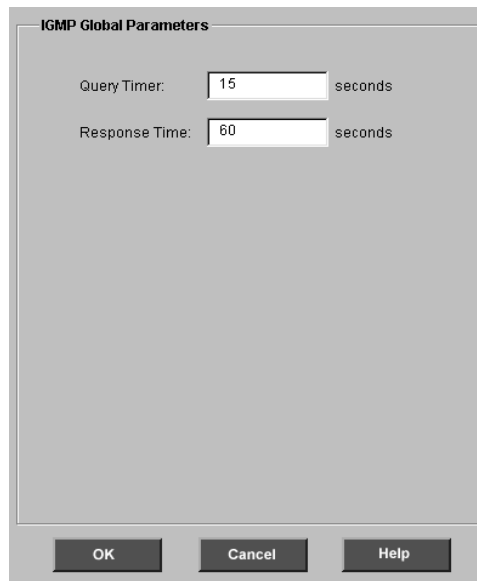 IGMP Global Parameters
Query Timer: 15 seconds
Response Time: 60 seconds
OK Cancel Help